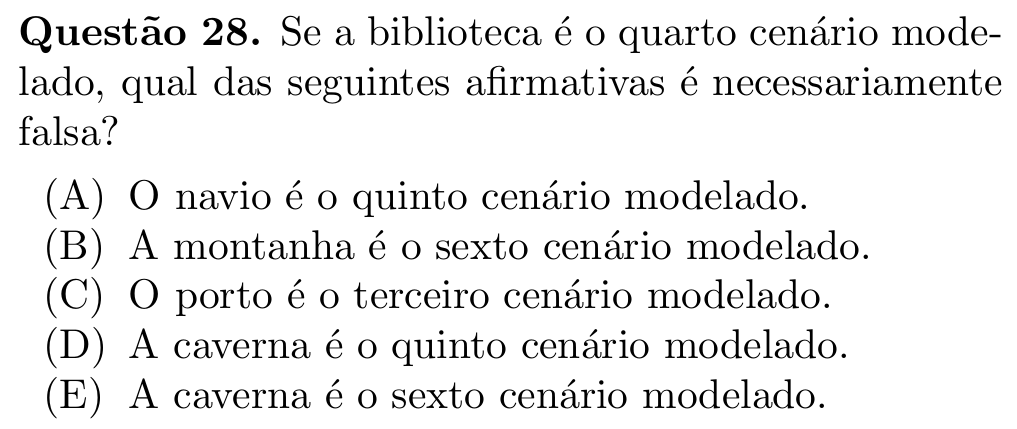 Questão 28. Se a biblioteca é o quarto cenário mode-
lado, qual das seguintes afirmativas é necessariamente
falsa?
(A) O navio é o quinto cenário modelado.
(B) A montanha é o sexto cenário modelado.
(C) O porto é o terceiro cenário modelado.
(D) A caverna é o quinto cenário modelado.
(E) A caverna é o sexto cenário modelado.